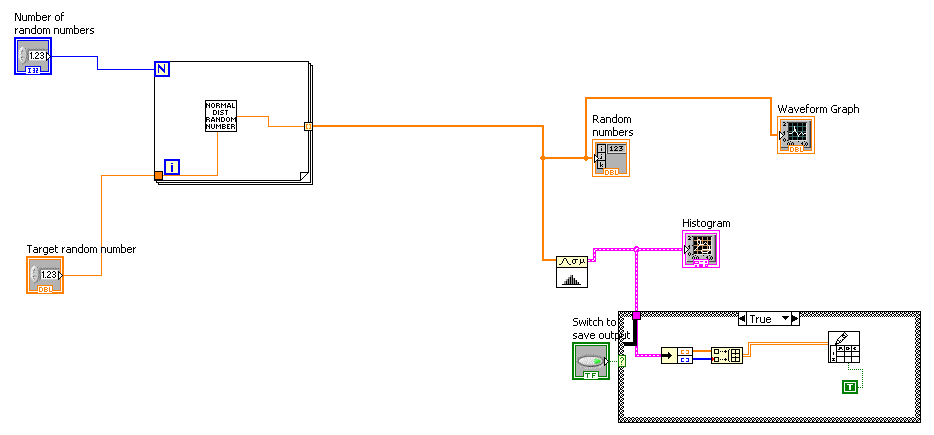 Number of
random numbers
1.23
I32
N
NORMAL
DIST
RANDOM
NUMBER
i
Target random number
1.23
DBL
Random
numbers
i
j
k
123
DBL
Waveform Graph
DBL
Histogram
σ μ
Switch to
save output
TF
?
True
T